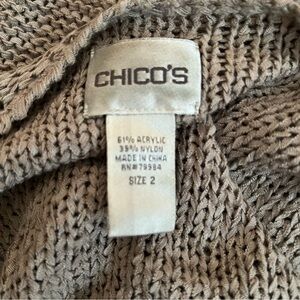 CHICO'S
61% ACRYLIC
39% NYLON
MADE IN CHINA
RN#79984
SIZE 2